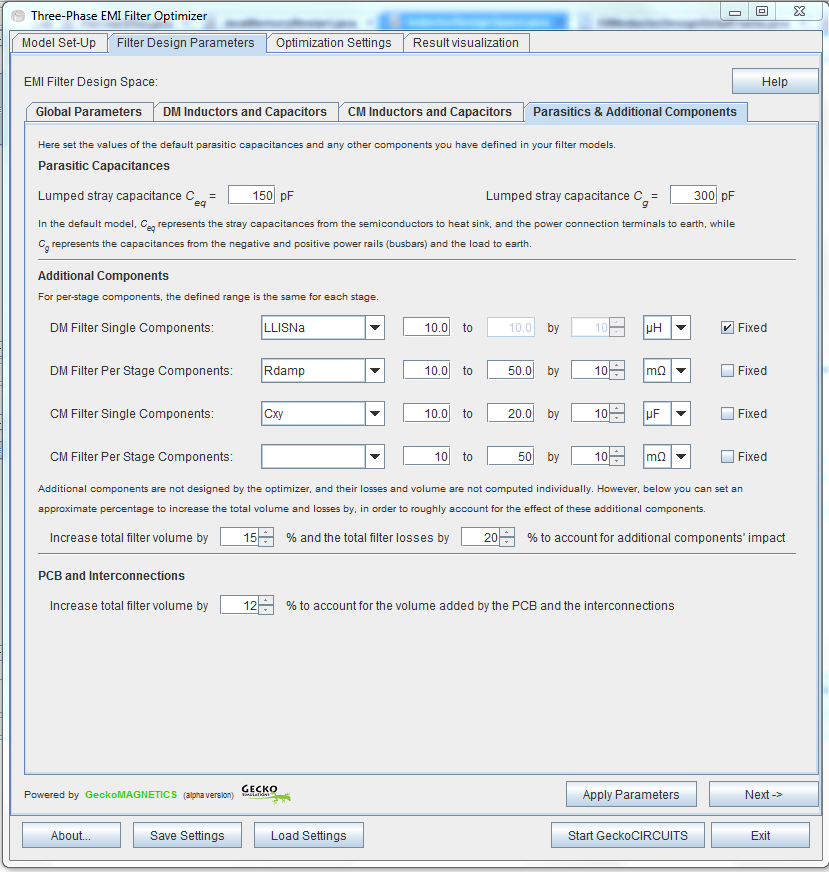 Three-Phase EMI Filter Optimizer
Model Set-Up Filter Design Parameters Optimization Settings Result visualization
EMI Filter Design Space: Help
Global Parameters DM Inductors and Capacitors CM Inductors and Capacitors Parasitics & Additional Components
Here set the values of the default parasitic capacitances and any other components you have defined in your filter models.
Parasitic Capacitances
Lumped stray capacitance Ceq = 150 pF Lumped stray capacitance Cg = 300 pF
In the default model, Ceq represents the stray capacitances from the semiconductors to heat sink, and the power connection terminals to earth, while
Cg represents the capacitances from the negative and positive power rails (busbars) and the load to earth.
Additional Components
For per-stage components, the defined range is the same for each stage.
DM Filter Single Components: LLISNa 10.0 to 10.0 by 10 µH Fixed
DM Filter Per Stage Components: Rdamp 10.0 to 50.0 by 10 mΩ Fixed
CM Filter Single Components: Cxy 10.0 to 20.0 by 10 µF Fixed
CM Filter Per Stage Components: 10 to 50 by 10 mΩ Fixed
Additional components are not designed by the optimizer, and their losses and volume are not computed individually. However, below you can set an
approximate percentage to increase the total volume and losses by, in order to roughly account for the effect of these additional components.
Increase total filter volume by 15 % and the total filter losses by 20 % to account for additional components' impact
PCB and Interconnections
Increase total filter volume by 12 % to account for the volume added by the PCB and the interconnections
Powered by GeckoMAGNETICS (alpha version) GECKO SIMULATIONS Apply Parameters Next ->
About... Save Settings Load Settings Start GeckoCIRCUITS Exit